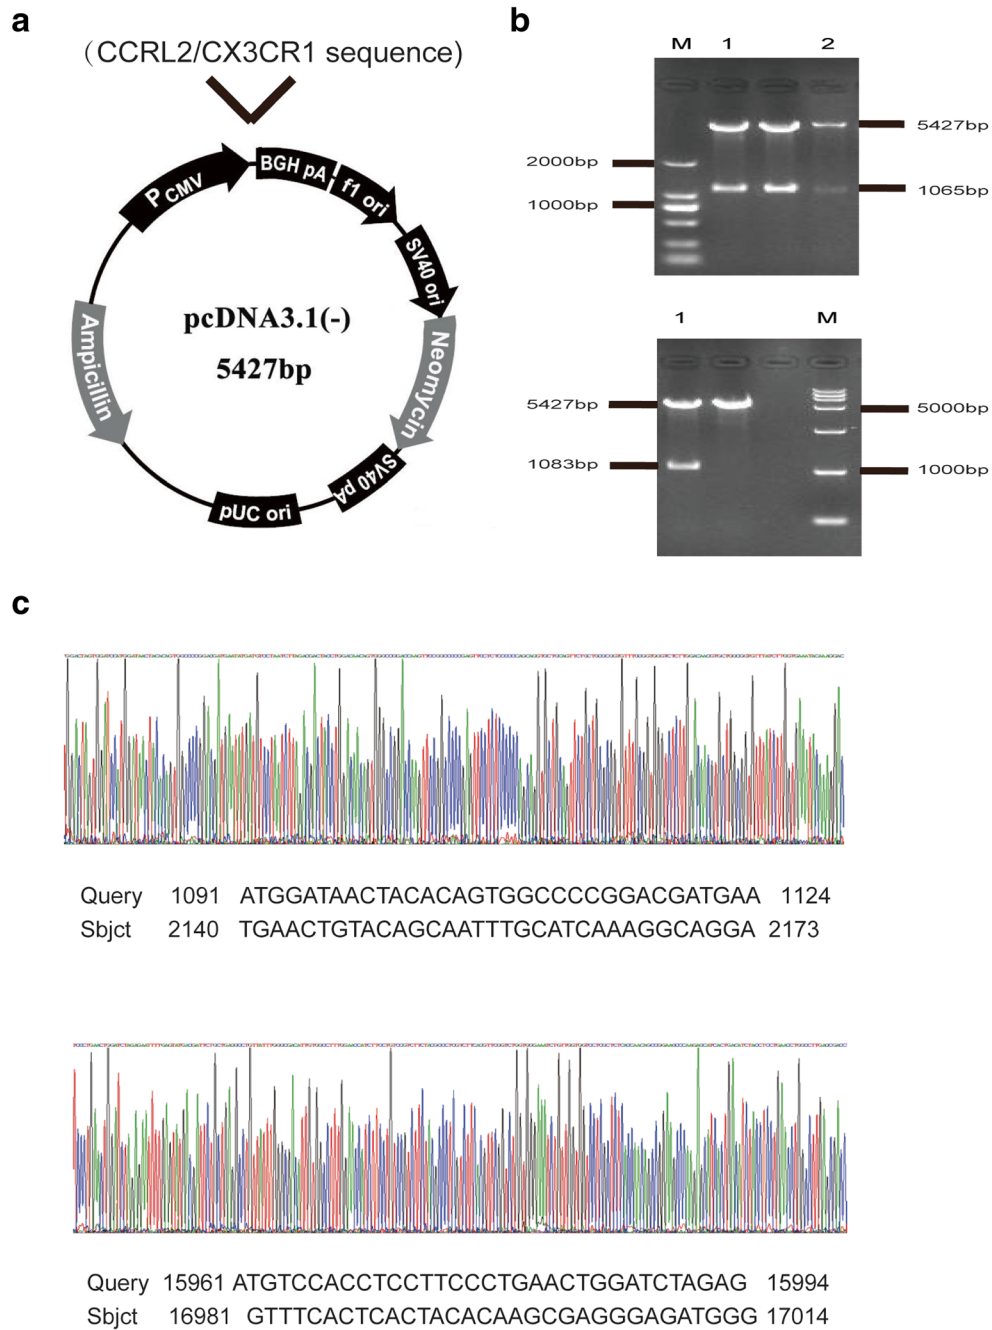 a
(CCRL2/CX3CR1 sequence)
P CMV
BGH pA
f1 ori
SV40 ori
Neomycin
SV40 pA
pUC ori
Ampicillin
pcDNA3.1(-)
5427bp
b
M 1 2
5427bp
2000bp
1065bp
1000bp
1 M
5427bp
5000bp
1083bp
1000bp
c
Query 1091 ATGGATAACTACACAGTGGCCCCGGACGATGAA 1124
Sbjct 2140 TGAACTGTACAGCAATTTGCATCAAAGGCAGGA 2173
Query 15961 ATGTCCACCTCCTTCCCTGAACTGGATCTAGAG 15994
Sbjct 16981 GTTTCACTCACTACACAAGCGAGGGAGATGGG 17014